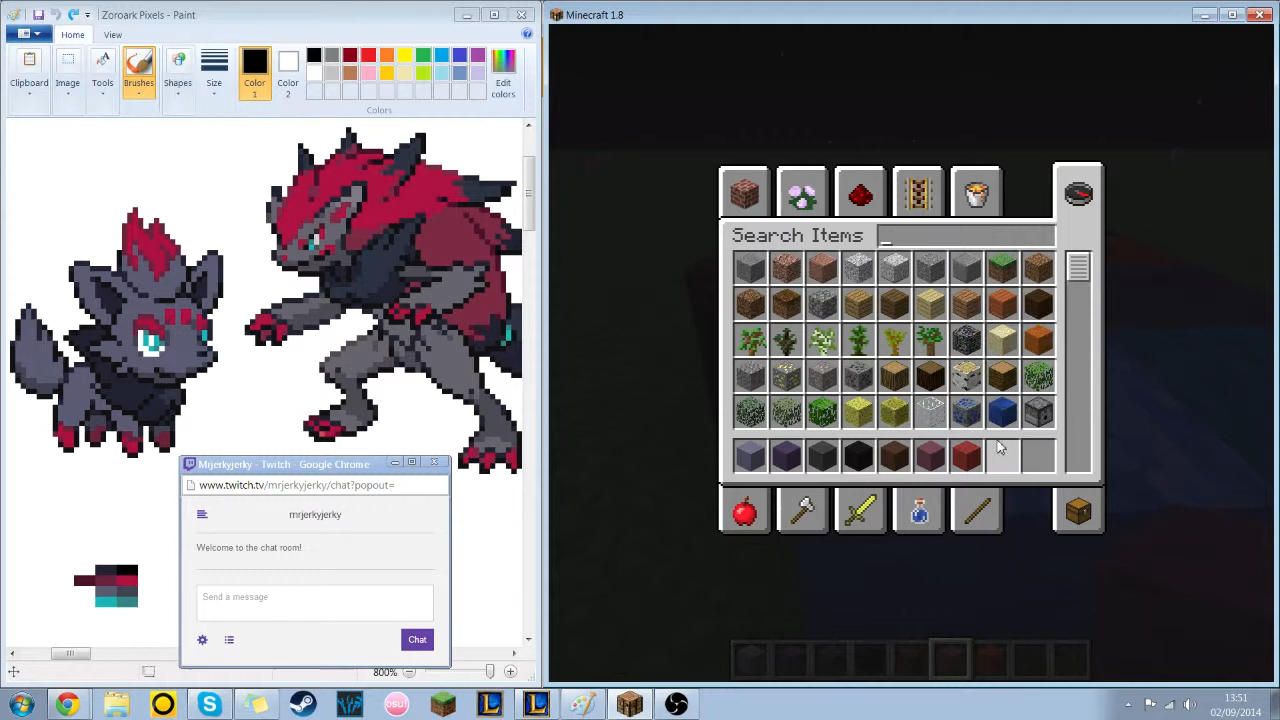 Zoroark Pixels - Paint
Home
View
Clipboard
Image
Tools
Brushes
Shapes
Size
Color 1
Color 2
Edit colors
Colors
Minecraft 1.8
Search Items _
Mrjerkyjerky - Twitch - Google Chrome
www.twitch.tv/mrjerkyjerky/chat?popout=
mrjerkyjerky
Welcome to the chat room!
Send a message
Chat
800%
osu!
L
L
13:51
02/09/2014